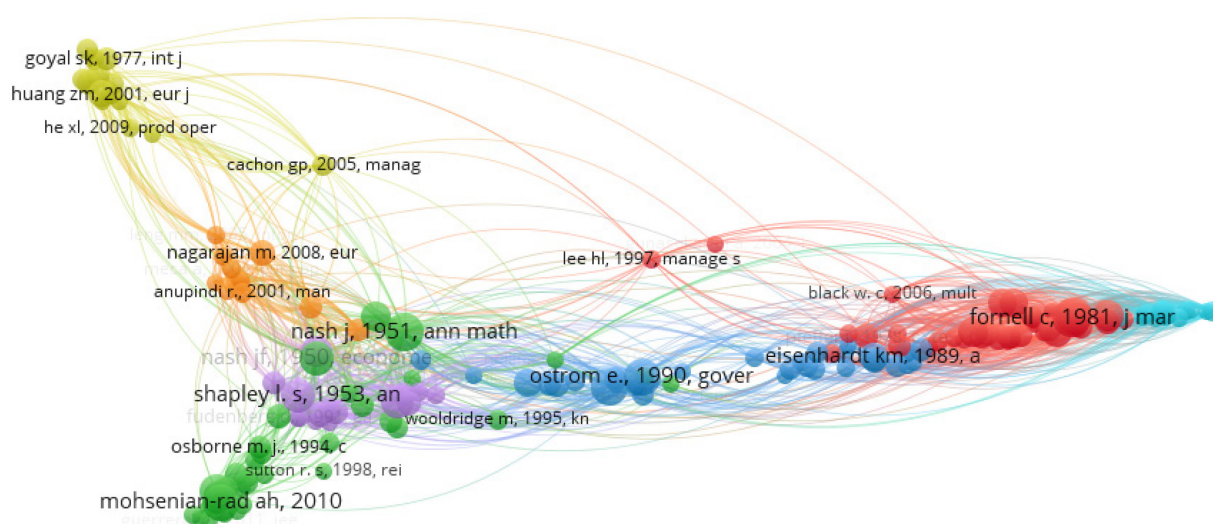 goyal sk, 1977, int j
huang zm, 2001, eur j
he xl, 2009, prod oper
cachon gp, 2005, manag
nagarajan m, 2008, eur
lee hl, 1997, manage s
anupindi r., 2001, man
black w. c, 2006, mult
fornell c, 1981, j mar
nash j, 1951, ann math
nash jf, 1950, econome
eisenhardt km, 1989, a
ostrom e., 1990, gover
shapley l. s, 1953, an
wooldridge m, 1995, kn
osborne m. j., 1994, c
sutton r. s, 1998, rei
mohsenian-rad ah, 2010